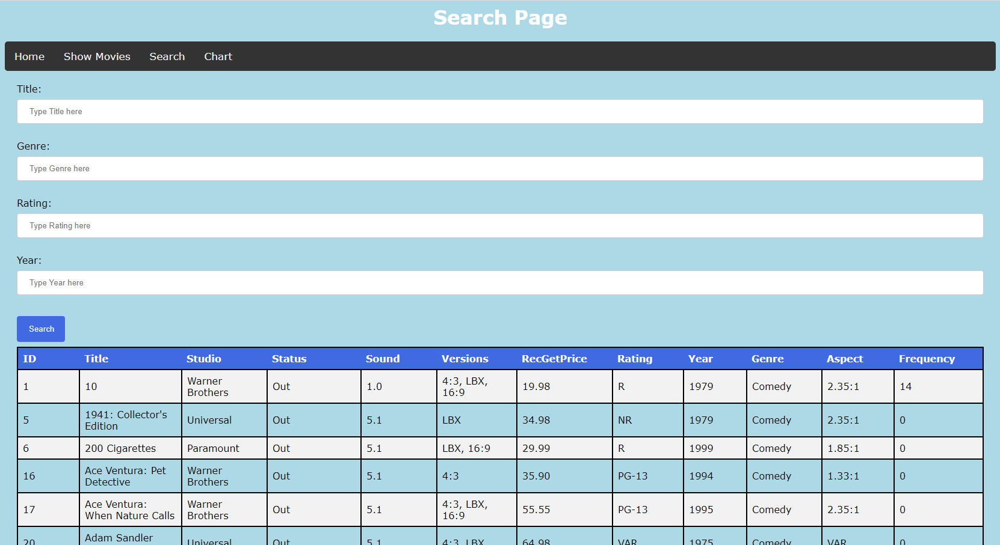 Search Page
Home Show Movies Search Chart
Title:
Type Title here
Genre:
Type Genre here
Rating:
Type Rating here
Year:
Type Year here
Search
ID Title Studio Status Sound Versions RecGetPrice Rating Year Genre Aspect Frequency
1 10 Warner Brothers Out 1.0 4:3, LBX, 16:9 19.98 R 1979 Comedy 2.35:1 14
5 1941: Collector's Edition Universal Out 5.1 LBX 34.98 NR 1979 Comedy 2.35:1 0
6 200 Cigarettes Paramount Out 5.1 LBX, 16:9 29.99 R 1999 Comedy 1.85:1 0
16 Ace Ventura: Pet Detective Warner Brothers Out 5.1 4:3 35.90 PG-13 1994 Comedy 1.33:1 0
17 Ace Ventura: When Nature Calls Warner Brothers Out 5.1 4:3, LBX, 16:9 55.55 PG-13 1995 Comedy 2.35:1 0
20 Adam Sandler Universal Out 5.1 4:3, LBX 64.98 VAR 1975 Comedy VAR 0